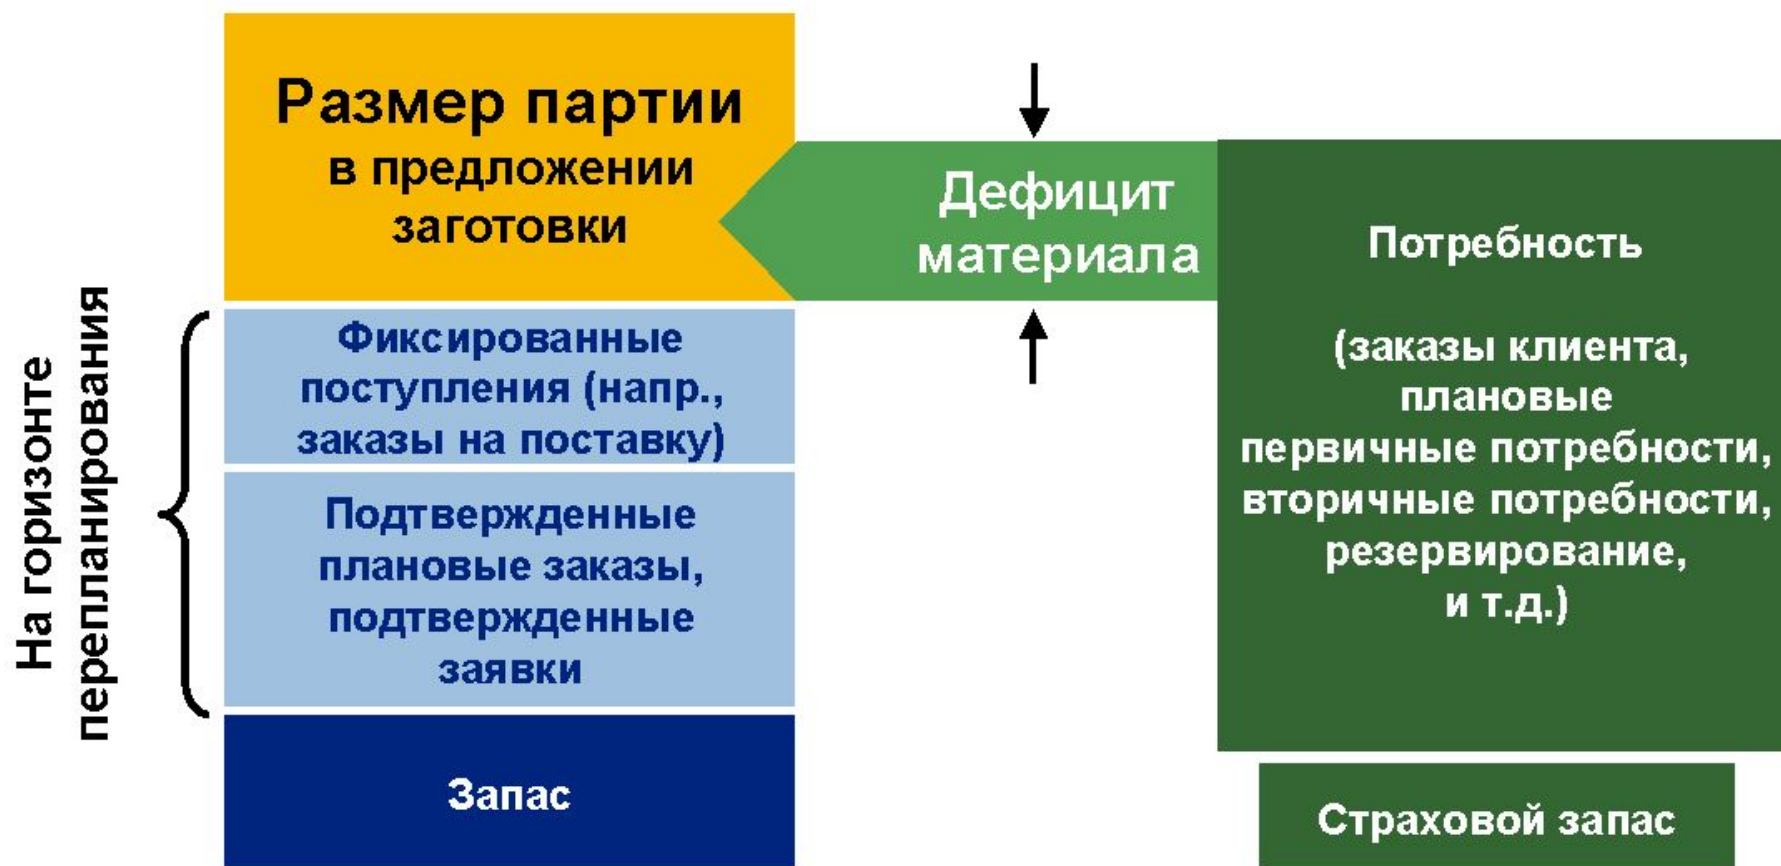 На горизонте
перепланирования
Размер партии
в предложении
заготовки
Фиксированные
поступления (напр.,
заказы на поставку)
Подтвержденные
плановые заказы,
подтвержденные
заявки
Запас
Дефицит
материала
Потребность
(заказы клиента,
плановые
первичные потребности,
вторичные потребности,
резервирование,
и т.д.)
Страховой запас